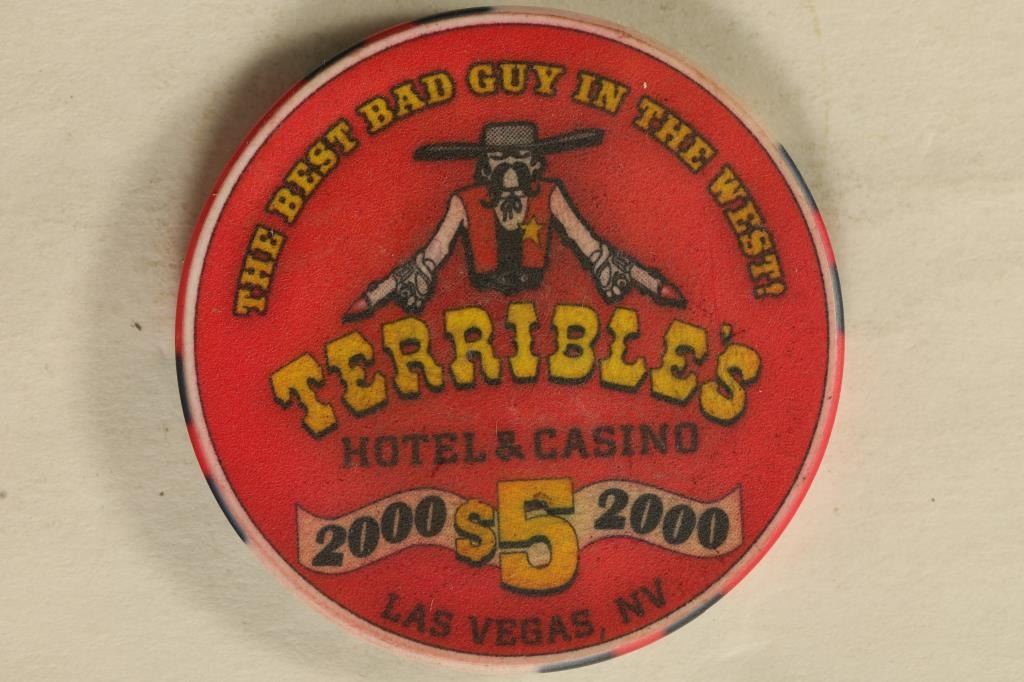 THE BEST BAD GUY IN THE WEST!
TERRIBLE'S
HOTEL & CASINO
2000 $5 2000
LAS VEGAS, NV